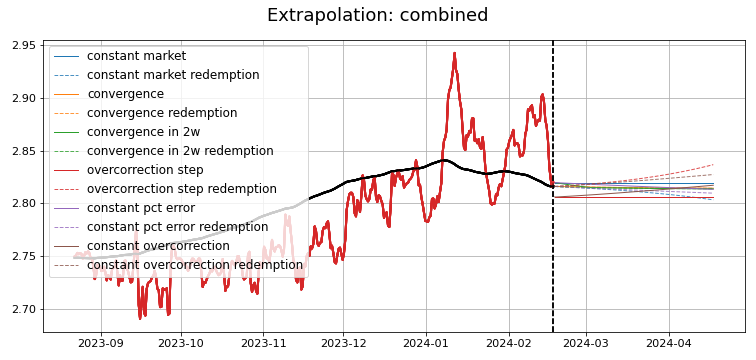 Extrapolation: combined
2.95
2.90
2.85
2.80
2.75
2.70
constant market
constant market redemption
convergence
convergence redemption
convergence in 2w
convergence in 2w redemption
overcorrection step
overcorrection step redemption
constant pct error
constant pct error redemption
constant overcorrection
constant overcorrection redemption
2023-09 2023-10 2023-11 2023-12 2024-01 2024-02 2024-03 2024-04